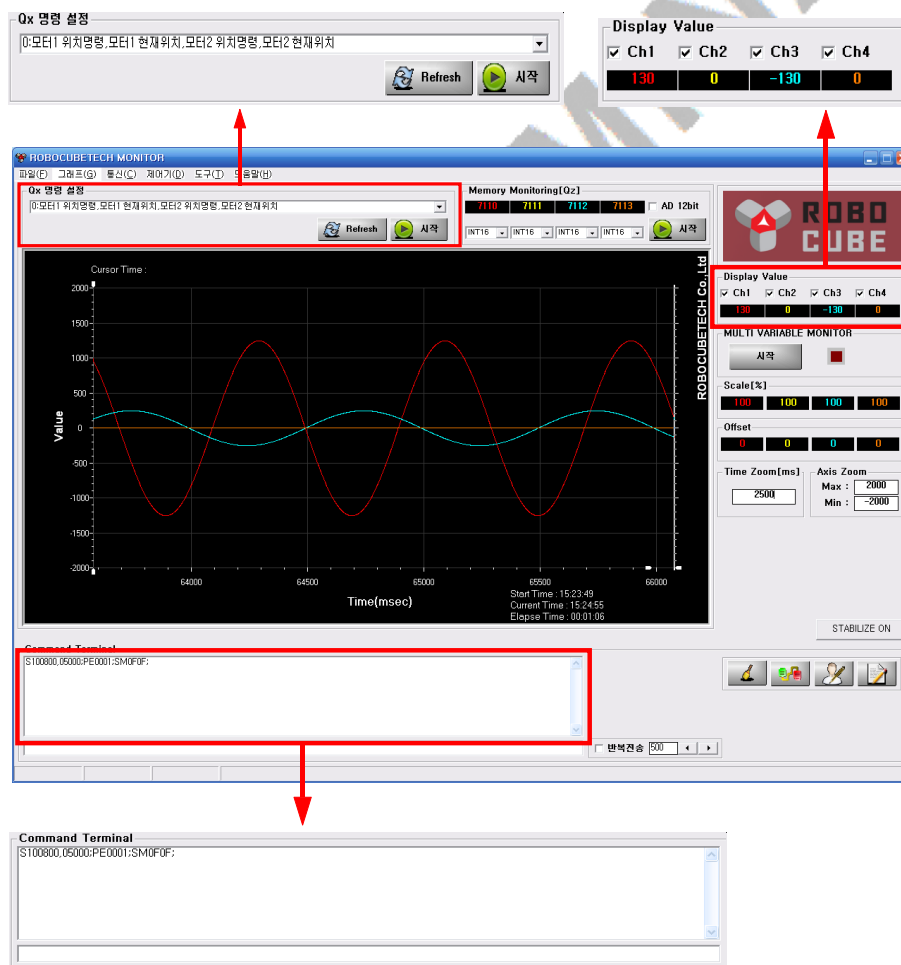 Qx 명령 설정
0:모터1 위치명령,모터1 현재위치,모터2 위치명령,모터2 현재위치
Refresh 시작
Display Value
Ch1 Ch2 Ch3 Ch4
130 0 -130 0
ROBOCUBETECH MONITOR
파일(F) 그래프(G) 통신(C) 제어기(D) 도구(T) 도움말(H)
Qx 명령 설정
0:모터1 위치명령,모터1 현재위치,모터2 위치명령,모터2 현재위치
Refresh 시작
Memory Monitoring[Qz]
7110 7111 7112 7113 AD 12bit
INT16 INT16 INT16 INT16 시작
ROBO
CUBE
Display Value
Ch1 Ch2 Ch3 Ch4
130 0 -130 0
MULTI VARIABLE MONITOR
시작
Scale[%]
100 100 100 100
Offset
0 0 0 0
Time Zoom[ms]
2500
Axis Zoom
Max : 2000
Min : -2000
Cursor Time :
ROBOCUBETECH Co.,Ltd
Value
2000
1500
1000
500
0
-500
-1000
-1500
-2000
64000 64500 65000 65500 66000
Time(msec)
Start Time : 15:23:49
Current Time : 15:24:55
Elapse Time : 00:01:06
STABILIZE ON
Command Terminal
S100800,05000;PE0001;SM0F0F;
반복전송 500
Command Terminal
S100800,05000;PE0001;SM0F0F;